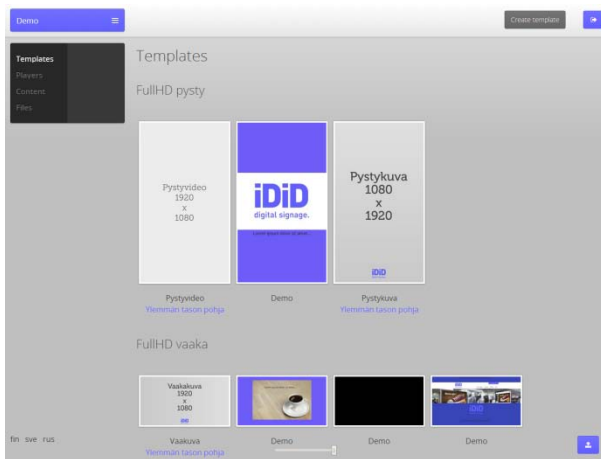 Demo
Create template
Templates
Players
Content
Files
Templates
FullHD pysty
Pystyvideo
1920
x
1080
iDiD
digital signage.
Pystykuva
1080
x
1920
iDiD
Pystyvideo
Ylemmän tason pohja
Demo
Pystykuva
Ylemmän tason pohja
FullHD vaaka
Vaakakuva
1920
x
1080
iDiD
Vaakuva
Ylemmän tason pohja
Demo
Demo
Demo
fin sve rus